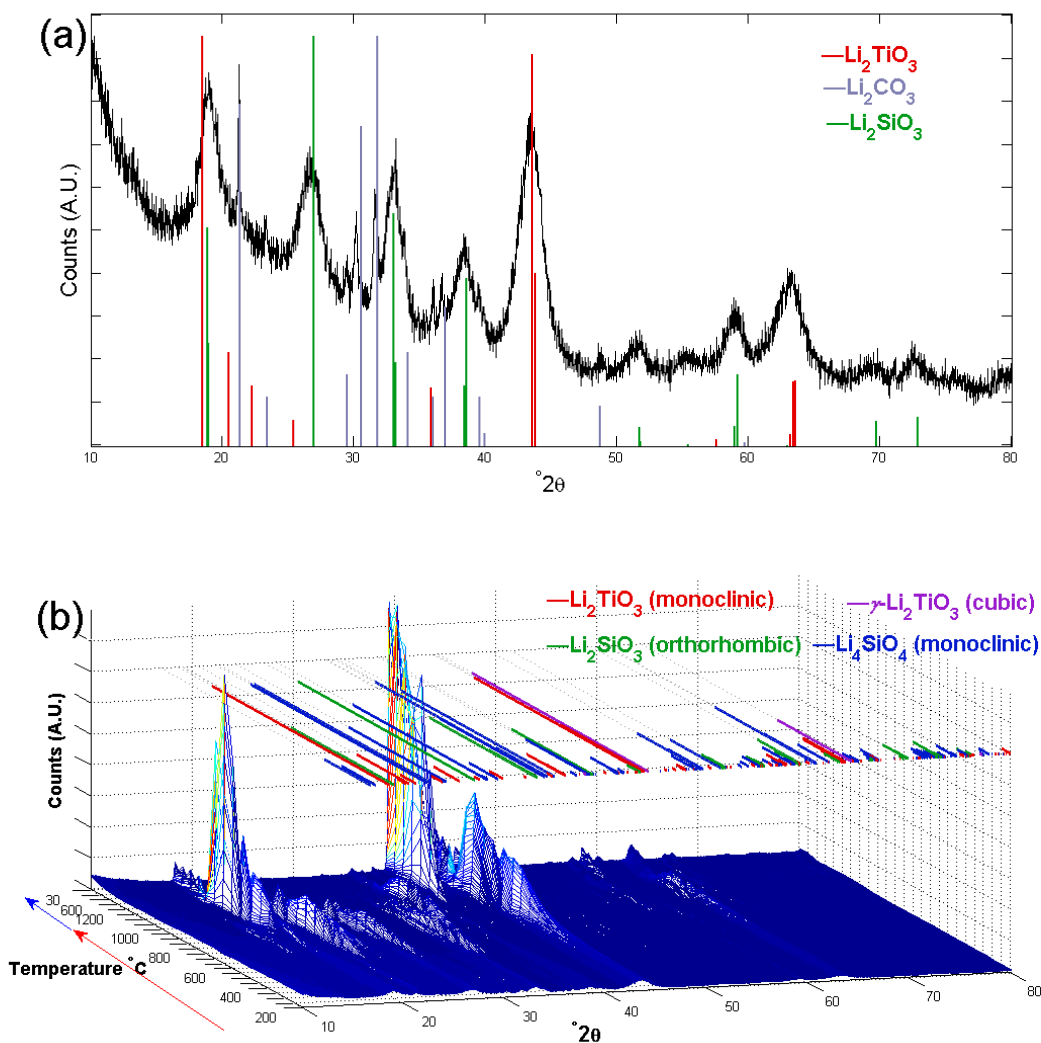 (a)
—Li₂TiO₃
—Li₂CO₃
—Li₂SiO₃
Counts (A.U.)
10 20 30 40 50 60 70 80
°2θ
(b)
—Li₂TiO₃ (monoclinic) —γ-Li₂TiO₃ (cubic)
—Li₂SiO₃ (orthorhombic) —Li₄SiO₄ (monoclinic)
Counts (A.U.)
30
600
1200
1000
800
600
400
200
Temperature °C
10 20 30 40 50 60 70 80
°2θ